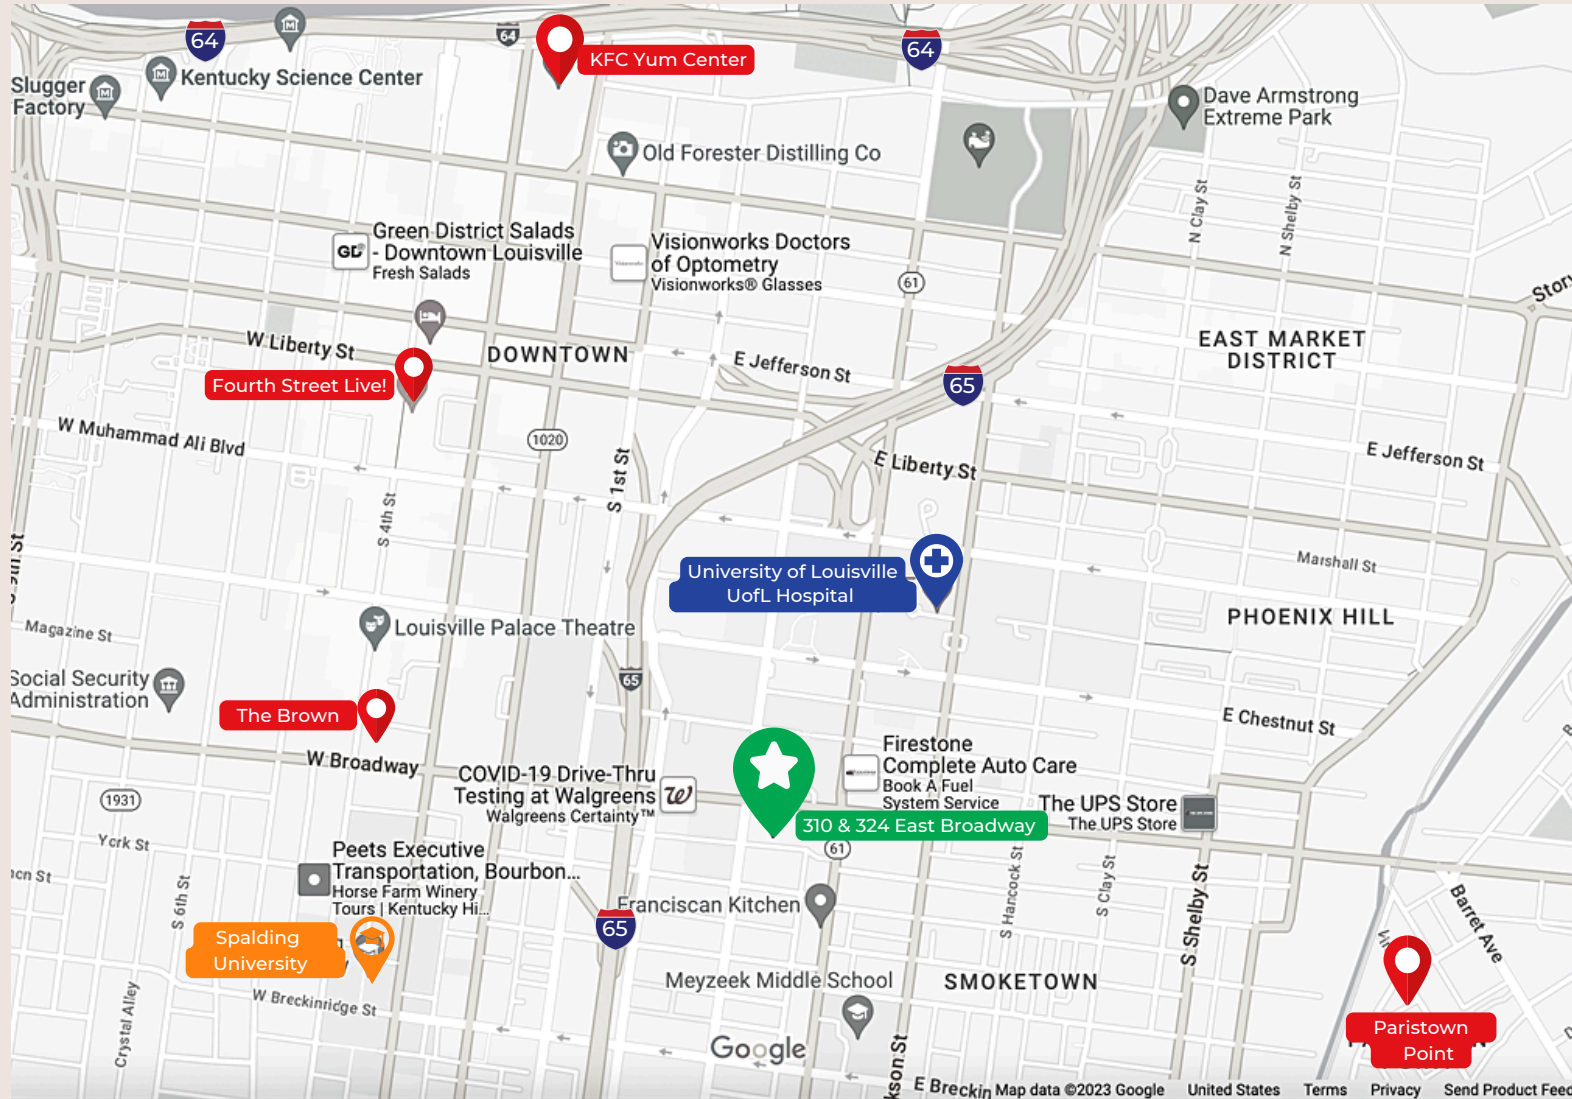 64
64
KFC Yum Center
64
Kentucky Science Center
Slugger
Factory
Dave Armstrong
Extreme Park
Old Forester Distilling Co
N Clay St
N Shelby St
GD
Green District Salads
- Downtown Louisville
Fresh Salads
Visionworks Doctors
of Optometry
Visionworks® Glasses
61
Story
W Liberty St
DOWNTOWN
E Jefferson St
EAST MARKET
DISTRICT
Fourth Street Live!
65
W Muhammad Ali Blvd
1020
S 1st St
E Liberty St
E Jefferson St
S 4th St
University of Louisville
UofL Hospital
Marshall St
PHOENIX HILL
Magazine St
Louisville Palace Theatre
Social Security
Administration
65
The Brown
E Chestnut St
W Broadway
COVID-19 Drive-Thru
Testing at Walgreens
Walgreens Certainty™
Firestone
Complete Auto Care
Book A Fuel
System Service
The UPS Store
The UPS Store
1931
310 & 324 East Broadway
61
York St
Peets Executive
Transportation, Bourbon...
Horse Farm Winery
Tours | Kentucky Hi...
S 6th St
Franciscan Kitchen
S Hancock St
S Clay St
S Shelby St
Barret Ave
Spalding
University
65
Meyzeek Middle School
SMOKETOWN
W Breckinridge St
Crystal Alley
Paristown
Point
Google
kson St
E Breckin
Map data ©2023 Google
United States
Terms
Privacy
Send Product Feed